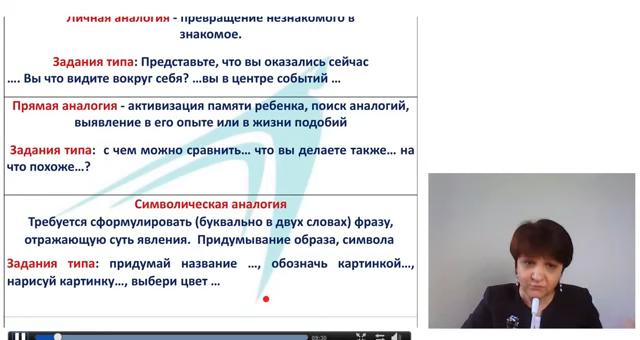 Личная аналогия - превращение незнакомого в
знакомое.
Задания типа: Представьте, что вы оказались сейчас
…. Вы что видите вокруг себя? …вы в центре событий …
Прямая аналогия - активизация памяти ребенка, поиск аналогий,
выявление в его опыте или в жизни подобий
Задания типа: с чем можно сравнить… что вы делаете также… на
что похоже…?
Символическая аналогия
Требуется сформулировать (буквально в двух словах) фразу,
отражающую суть явления. Придумывание образа, символа
Задания типа: придумай название …, обозначь картинкой…,
нарисуй картинку…, выбери цвет …
09:30